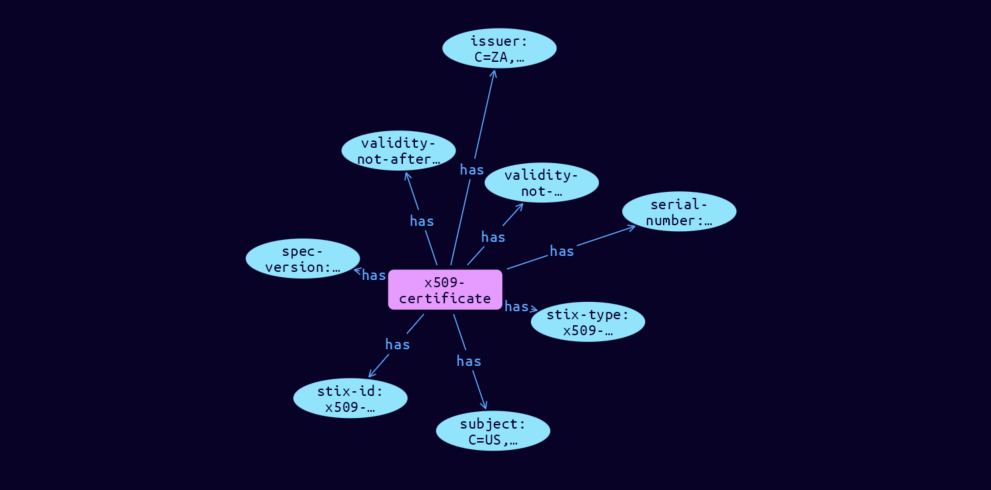 issuer:
C=ZA,…
validity-
not-after…
has
validity-
not-…
serial-
number:…
has
has
has
spec-
version:…
has
x509-
certificate
has
stix-type:
x509-…
has
has
stix-id:
x509-…
subject:
C=US,…